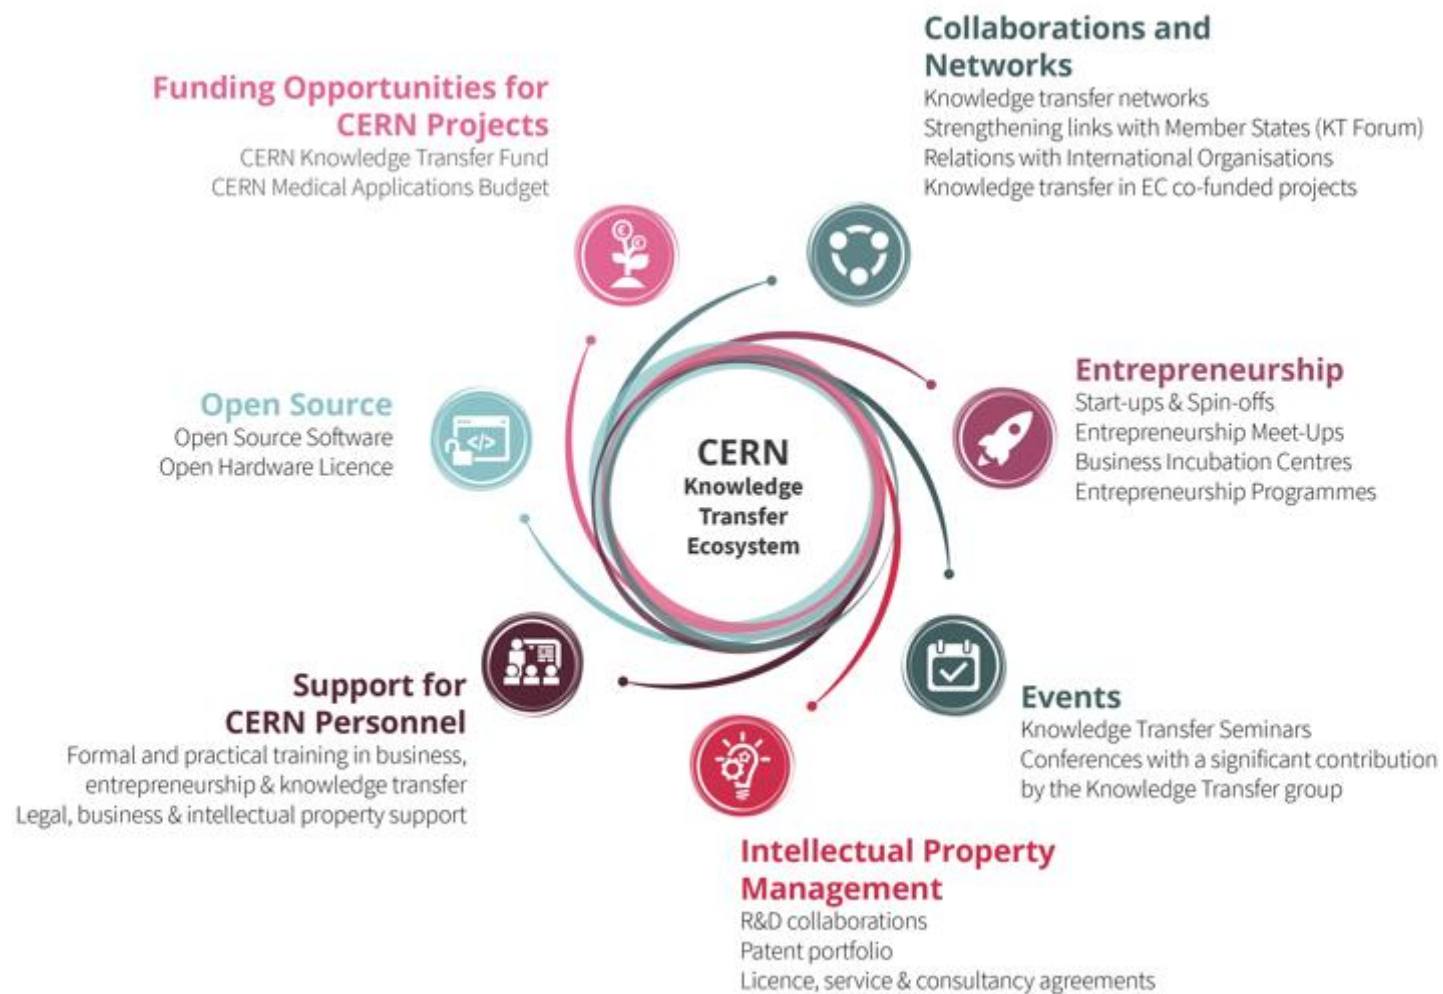 Collaborations and
Networks
Knowledge transfer networks
Strengthening links with Member States (KT Forum)
Relations with International Organisations
Knowledge transfer in EC co-funded projects
Funding Opportunities for
CERN Projects
CERN Knowledge Transfer Fund
CERN Medical Applications Budget
Entrepreneurship
Start-ups & Spin-offs
Entrepreneurship Meet-Ups
Business Incubation Centres
Entrepreneurship Programmes
Open Source
Open Source Software
Open Hardware Licence
</>
CERN
Knowledge
Transfer
Ecosystem
Support for
CERN Personnel
Formal and practical training in business,
entrepreneurship & knowledge transfer
Legal, business & intellectual property support
Events
Knowledge Transfer Seminars
Conferences with a significant contribution
by the Knowledge Transfer group
Intellectual Property
Management
R&D collaborations
Patent portfolio
Licence, service & consultancy agreements